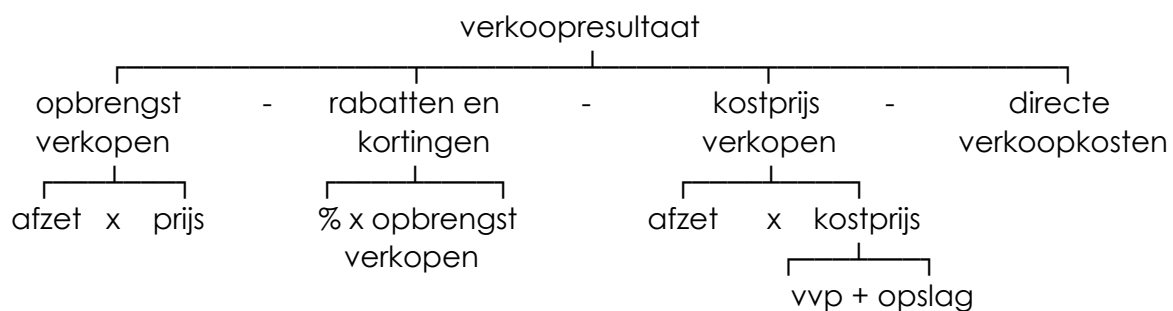 verkoopresultaat
opbrengst - rabatten en - kostprijs - directe
verkopen kortingen verkopen verkoopkosten
afzet x prijs % x opbrengst afzet x kostprijs
verkopen
vvp + opslag